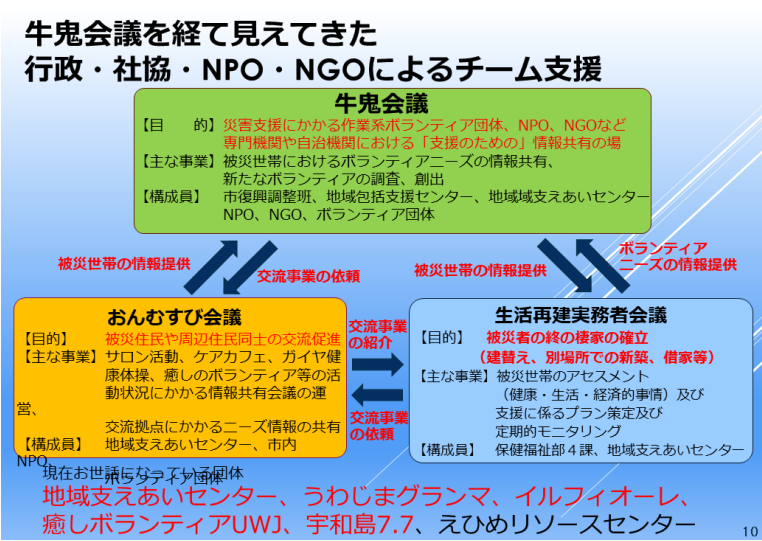 牛鬼会議を経て見えてきた
行政・社協・NPO・NGOによるチーム支援
牛鬼会議
【目　　的】災害支援にかかる作業系ボランティア団体、NPO、NGOなど
専門機関や自治機関における「支援のための」情報共有の場
【主な事業】被災世帯におけるボランティアニーズの情報共有、
新たなボランティアの調査、創出
【構成員】　市復興調整班、地域包括支援センター、地域域支えあいセンター
NPO、NGO、ボランティア団体
被災世帯の情報提供
交流事業の依頼
被災世帯の情報提供
ボランティア
ニーズの情報提供
おんむすび会議
【目的】　　被災住民や周辺住民同士の交流促進
【主な事業】サロン活動、ケアカフェ、ガイヤ健
康体操、癒しのボランティア等の活
動状況にかかる情報共有会議の運
営、
交流拠点にかかるニーズ情報の共有
【構成員】　地域支えあいセンター、市内
NPO、
ボランティア団体
交流事業
の紹介
交流事業
の依頼
生活再建実務者会議
【目的】　被災者の終の棲家の確立
（建替え、別場所での新築、借家等）
【主な事業】被災世帯のアセスメント
（健康・生活・経済的事情）及び
支援に係るプラン策定及び
定期的モニタリング
【構成員】　保健福祉部４課、地域支えあいセンター
現在お世話になっている団体
地域支えあいセンター、うわじまグランマ、イルフィオーレ、
癒しボランティアUWJ、宇和島7.7、えひめリソースセンター
10